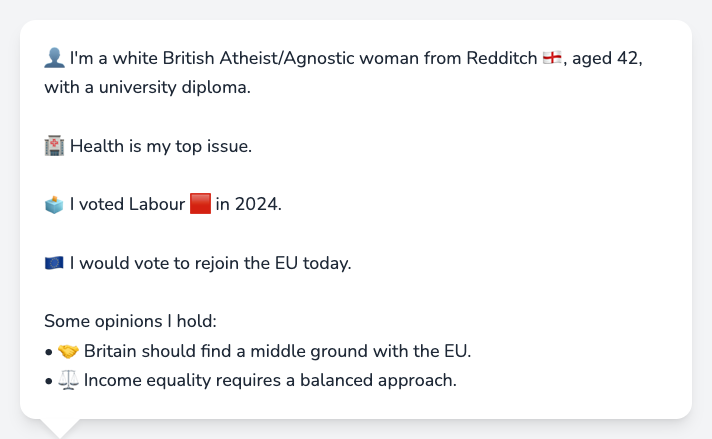 👤 I'm a white British Atheist/Agnostic woman from Redditch 🏴󠁧󠁢󠁥󠁮󠁧󠁿, aged 42,
with a university diploma.
🏥 Health is my top issue.
🗳️ I voted Labour 🟥 in 2024.
🇪🇺 I would vote to rejoin the EU today.
Some opinions I hold:
• 🤝 Britain should find a middle ground with the EU.
• ⚖️ Income equality requires a balanced approach.